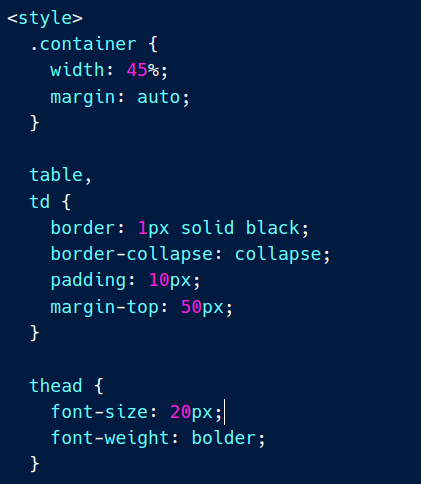 <style>
  .container {
    width: 45%;
    margin: auto;
  }

  table,
  td {
    border: 1px solid black;
    border-collapse: collapse;
    padding: 10px;
    margin-top: 50px;
  }

  thead {
    font-size: 20px;
    font-weight: bolder;
  }